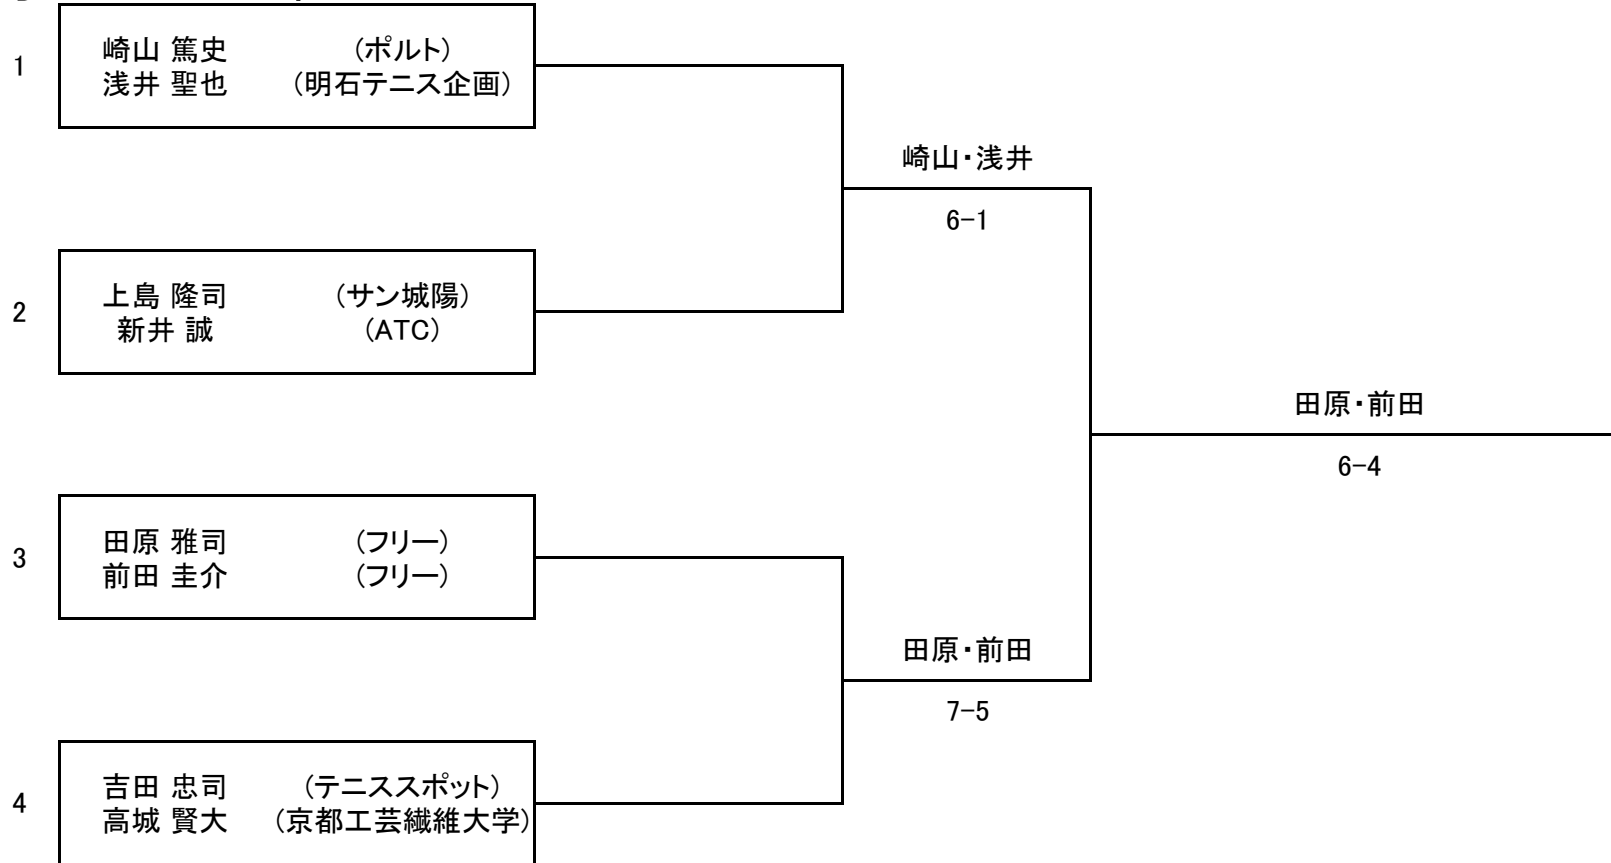 1
崎山 篤史 (ポルト)
浅井 聖也 (明石テニス企画)
崎山・浅井
6-1
2
上島 隆司 (サン城陽)
新井 誠 (ATC)
田原・前田
6-4
3
田原 雅司 (フリー)
前田 圭介 (フリー)
田原・前田
7-5
4
吉田 忠司 (テニススポット)
高城 賢大 (京都工芸繊維大学)